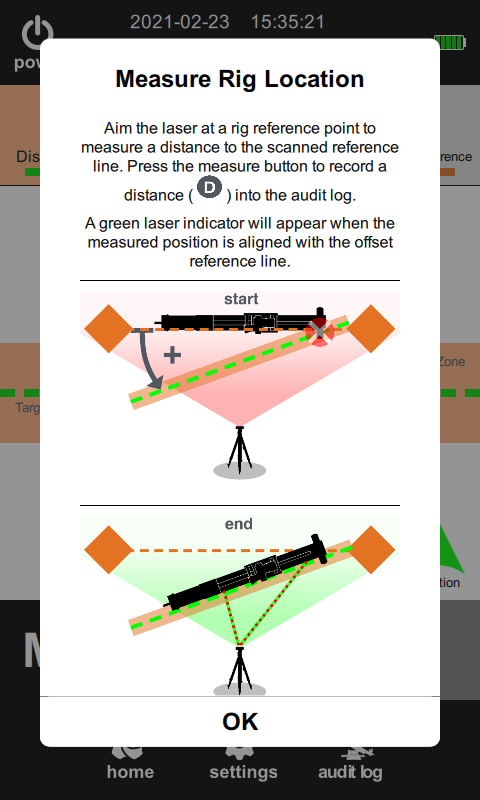 2021-02-23 15:35:21
pow
Measure Rig Location
Aim the laser at a rig reference point to
measure a distance to the scanned reference
line. Press the measure button to record a
distance ( D ) into the audit log.
A green laser indicator will appear when the
measured position is aligned with the offset
reference line.
Dis
rence
start
+
Zone
Targ
end
tion
M
OK
home
settings
audit log